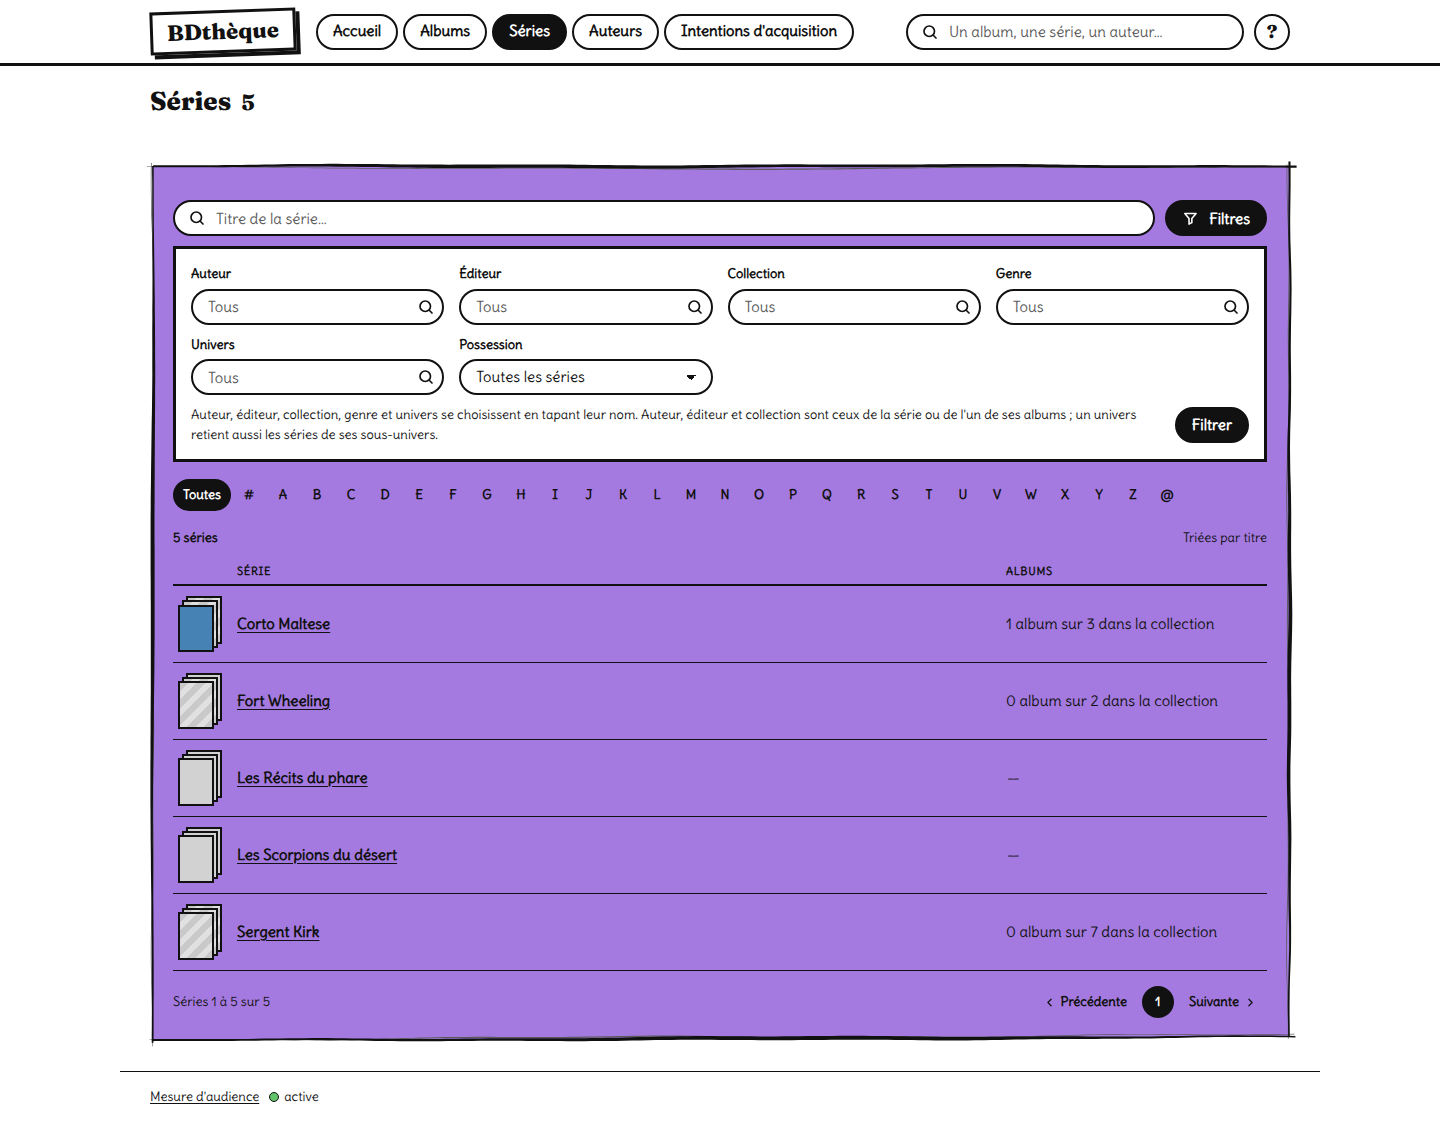 BDthèque
Accueil
Albums
Séries
Auteurs
Intentions d'acquisition
Un album, une série, un auteur...
?
Séries 5
Titre de la série...
Filtres
Auteur
Éditeur
Collection
Genre
Tous
Tous
Tous
Tous
Univers
Possession
Tous
Toutes les séries
Auteur, éditeur, collection, genre et univers se choisissent en tapant leur nom. Auteur, éditeur et collection sont ceux de la série ou de l'un de ses albums ; un univers
retient aussi les séries de ses sous-univers.
Filtrer
Toutes # A B C D E F G H I J K L M N O P Q R S T U V W X Y Z @
5 séries
Triées par titre
SÉRIE
ALBUMS
Corto Maltese
1 album sur 3 dans la collection
Fort Wheeling
0 album sur 2 dans la collection
Les Récits du phare
—
Les Scorpions du désert
—
Sergent Kirk
0 album sur 7 dans la collection
Séries 1 à 5 sur 5
Précédente
1
Suivante
Mesure d'audience
active